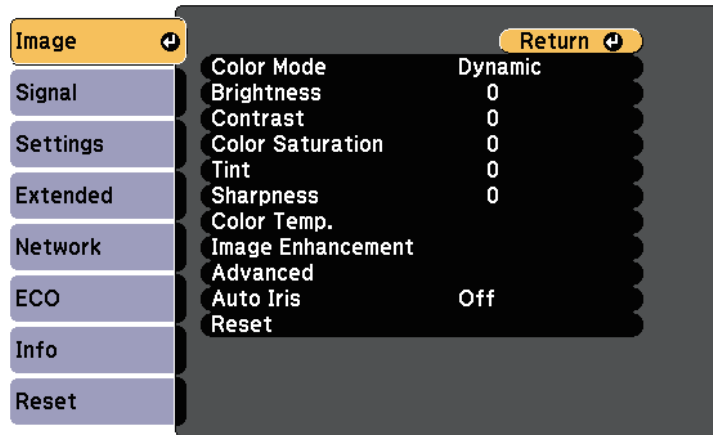 Image
Signal
Settings
Extended
Network
ECO
Info
Reset
Return
Color Mode Dynamic
Brightness 0
Contrast 0
Color Saturation 0
Tint 0
Sharpness 0
Color Temp.
Image Enhancement
Advanced
Auto Iris Off
Reset